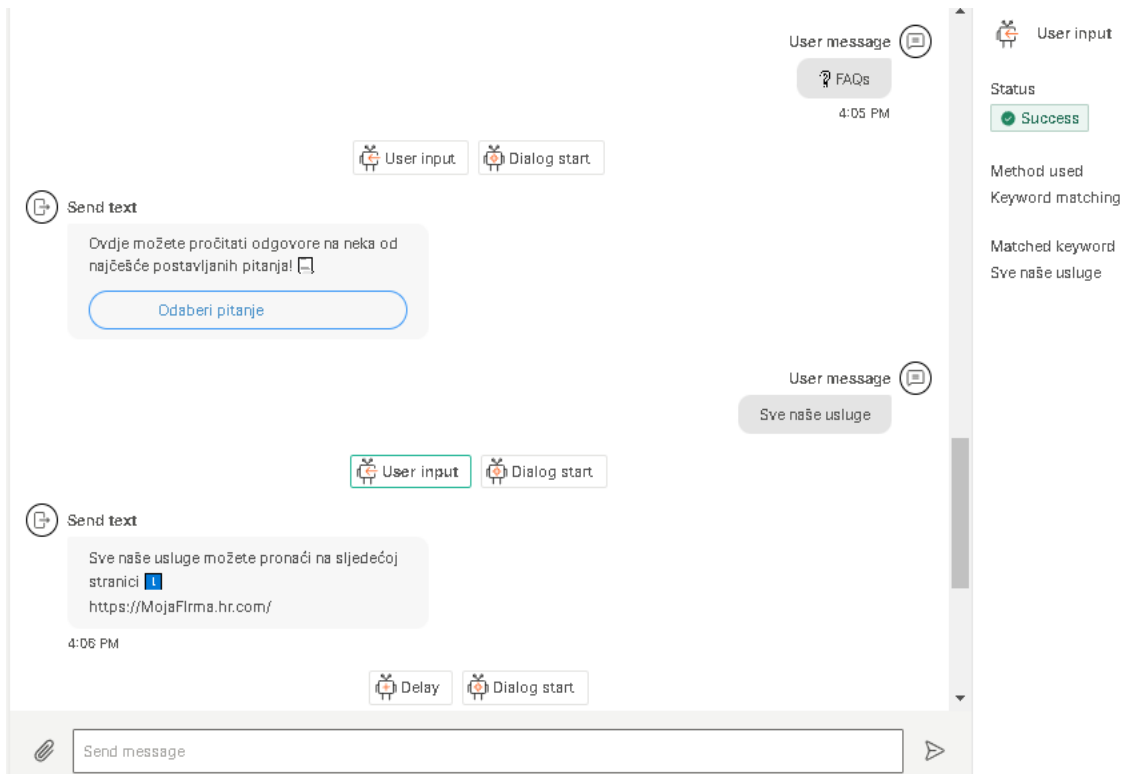 User message
FAQs
4:05 PM
User input
Dialog start
Send text
Ovdje možete pročitati odgovore na neka od
najčešće postavljanih pitanja!
Odaberi pitanje
User message
Sve naše usluge
User input
Dialog start
Send text
Sve naše usluge možete pronaći na sljedećoj
stranici
https://MojaFIrma.hr.com/
4:06 PM
Delay
Dialog start
Send message
User input
Status
Success
Method used
Keyword matching
Matched keyword
Sve naše usluge